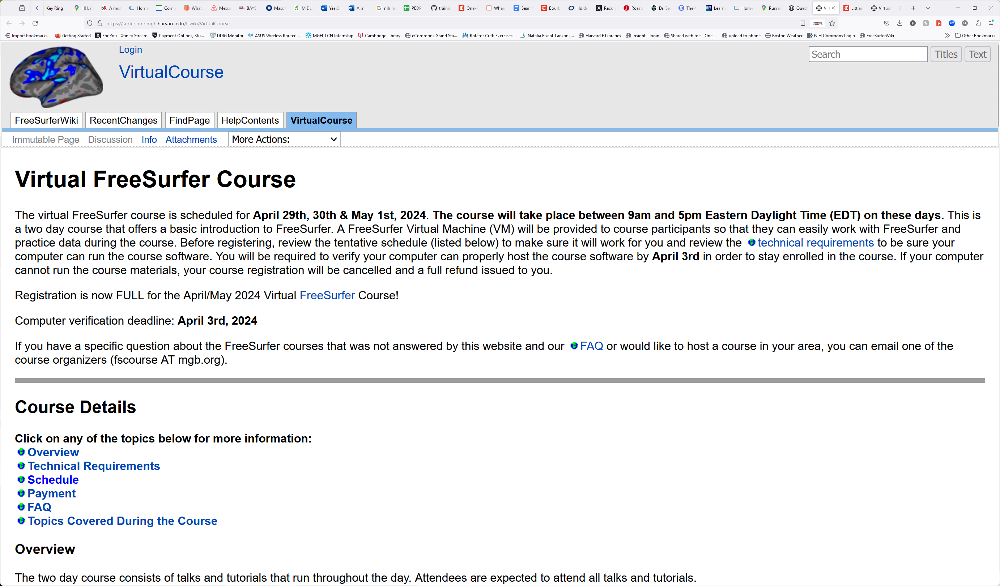 Key Ring 10 La bR A nex Home Com What Messa BAYS Mass MIDL Year2. Aim 1 nih ho PEDP trainin One-F When Sean Bourb Holds Recor Roast Dr. Se The 4 Learn Home Russe Quest Virt Littler Virtua
https://surfer.nmr.mgh.harvard.edu/fswiki/VirtualCourse 200%
Import bookmarks... Getting Started For You - Xfinity Stream Payment Options, Stu... DDIG Monitor ASUS Wireless Router ... MGH-LCN Internship Cambridge Library eCommons Grand Sta... Rotator Cuff: Exercises... Natalia Fischl-Lanzoni,... Harvard E Libraries Insight - login Shared with me - One... upload to phone Boston Weather NIH Commons Login FreeSurferWiki Other Bookmarks
Login
Search Titles Text
VirtualCourse
FreeSurferWiki RecentChanges FindPage HelpContents VirtualCourse
Immutable Page Discussion Info Attachments More Actions:
Virtual FreeSurfer Course
The virtual FreeSurfer course is scheduled for April 29th, 30th & May 1st, 2024. The course will take place between 9am and 5pm Eastern Daylight Time (EDT) on these days. This is
a two day course that offers a basic introduction to FreeSurfer. A FreeSurfer Virtual Machine (VM) will be provided to course participants so that they can easily work with FreeSurfer and
practice data during the course. Before registering, review the tentative schedule (listed below) to make sure it will work for you and review the technical requirements to be sure your
computer can run the course software. You will be required to verify your computer can properly host the course software by April 3rd in order to stay enrolled in the course. If your computer
cannot run the course materials, your course registration will be cancelled and a full refund issued to you.
Registration is now FULL for the April/May 2024 Virtual FreeSurfer Course!
Computer verification deadline: April 3rd, 2024
If you have a specific question about the FreeSurfer courses that was not answered by this website and our FAQ or would like to host a course in your area, you can email one of the
course organizers (fscourse AT mgb.org).
Course Details
Click on any of the topics below for more information:
Overview
Technical Requirements
Schedule
Payment
FAQ
Topics Covered During the Course
Overview
The two day course consists of talks and tutorials that run throughout the day. Attendees are expected to attend all talks and tutorials.